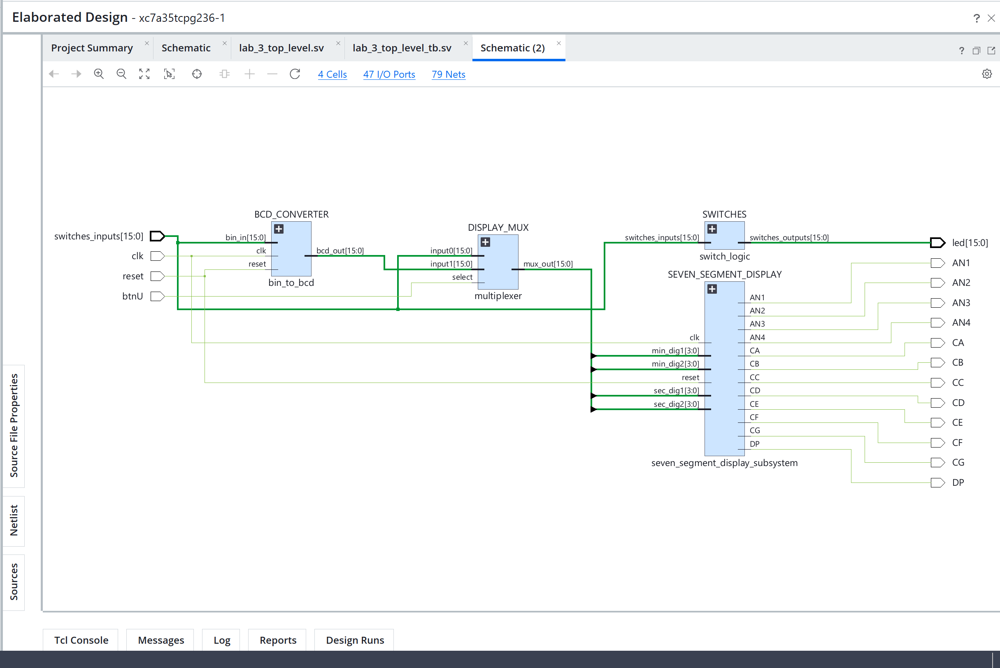 Elaborated Design - xc7a35tcpg236-1
Project Summary
Schematic
lab_3_top_level.sv
lab_3_top_level_tb.sv
Schematic (2)
4 Cells
47 I/O Ports
79 Nets
BCD_CONVERTER
bin_in[15:0]
clk
reset
bcd_out[15:0]
bin_to_bcd
switches_inputs[15:0]
clk
reset
btnU
DISPLAY_MUX
input0[15:0]
input1[15:0]
select
mux_out[15:0]
multiplexer
SWITCHES
switches_inputs[15:0]
switches_outputs[15:0]
switch_logic
SEVEN_SEGMENT_DISPLAY
clk
min_dig1[3:0]
min_dig2[3:0]
reset
sec_dig1[3:0]
sec_dig2[3:0]
AN1
AN2
AN3
AN4
CA
CB
CC
CD
CE
CF
CG
DP
seven_segment_display_subsystem
led[15:0]
AN1
AN2
AN3
AN4
CA
CB
CC
CD
CE
CF
CG
DP
Source File Properties
Netlist
Sources
Tcl Console
Messages
Log
Reports
Design Runs